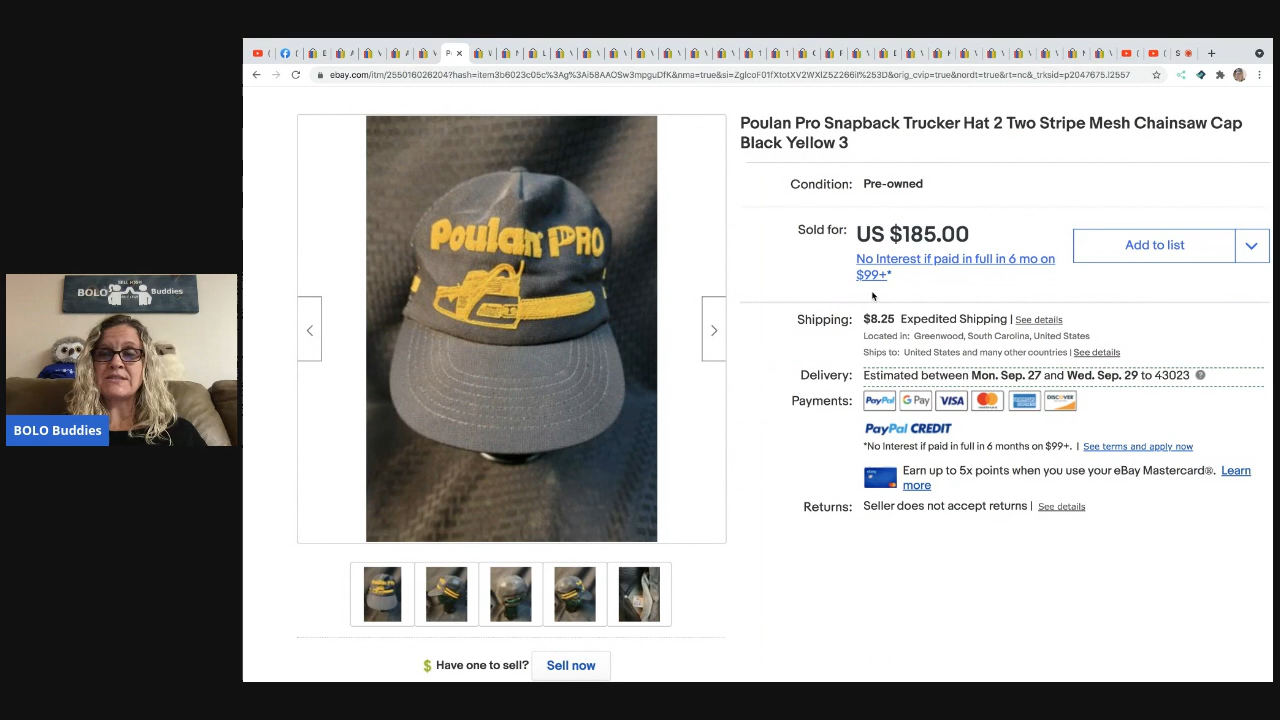 ebay.com/itm/255016026204?hash=item3b6023c05c%3Ag%3Ai58AAOSw3mpguDfK&nma=true&si=ZglcoF01fXtotXV2WXIZ5Z266iI%253D&orig_cvip=true&nordt=true&rt=nc&_trksid=p2047675.l2557
Poulan Pro Snapback Trucker Hat 2 Two Stripe Mesh Chainsaw Cap
Black Yellow 3
Condition: Pre-owned
Sold for: US $185.00
No Interest if paid in full in 6 mo on
$99+*
Add to list
Shipping: $8.25 Expedited Shipping | See details
Located in: Greenwood, South Carolina, United States
Ships to: United States and many other countries | See details
Delivery: Estimated between Mon. Sep. 27 and Wed. Sep. 29 to 43023
Payments: PayPal G Pay VISA mastercard AMERICAN EXPRESS DISCOVER
PayPal CREDIT
*No Interest if paid in full in 6 months on $99+. | See terms and apply now
Earn up to 5x points when you use your eBay Mastercard®. Learn
more
Returns: Seller does not accept returns | See details
Poulan PRO
$ Have one to sell? Sell now
BOLO Buddies
BOLO Buddies